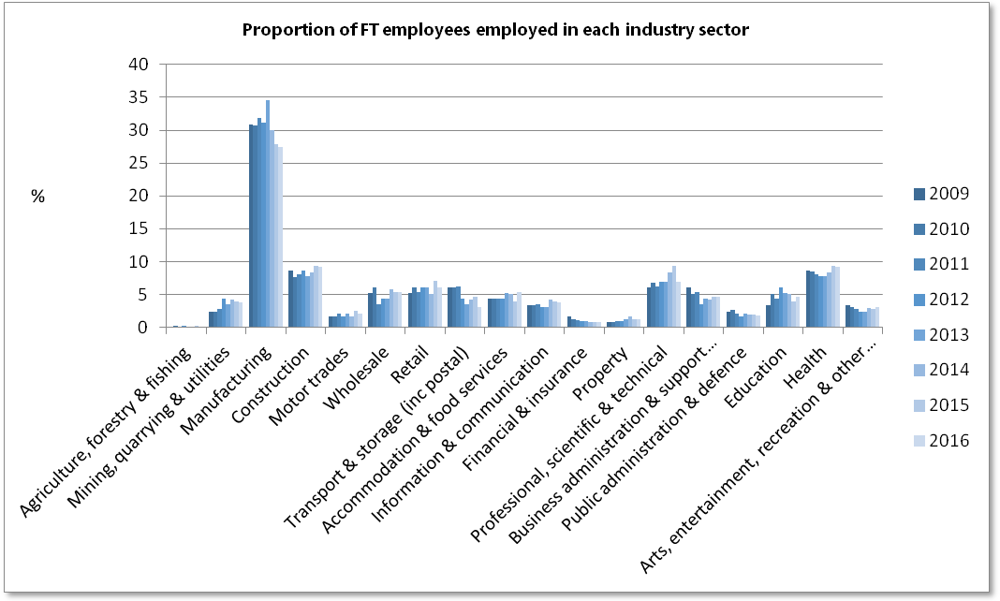 Proportion of FT employees employed in each industry sector
%
40
35
30
25
20
15
10
5
0
Agriculture, forestry & fishing
Mining, quarrying & utilities
Manufacturing
Construction
Motor trades
Wholesale
Retail
Transport & storage (inc postal)
Accommodation & food services
Information & communication
Financial & insurance
Property
Professional, scientific & technical
Business administration & support...
Public administration & defence
Education
Health
Arts, entertainment, recreation & other...
2009
2010
2011
2012
2013
2014
2015
2016